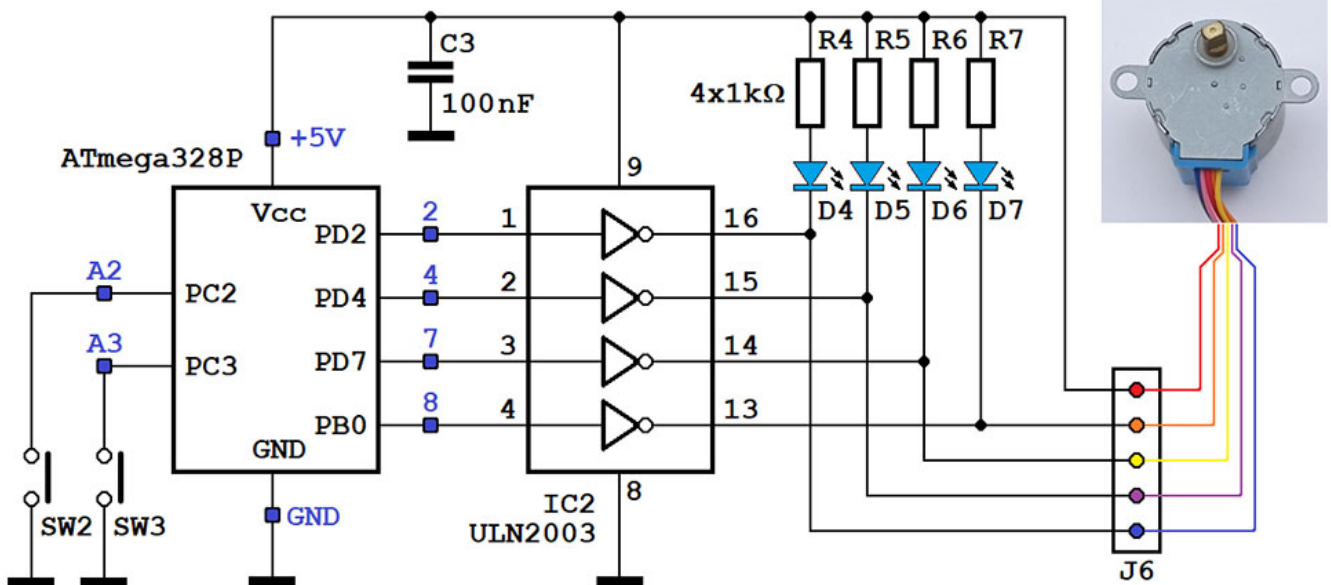 C3
100nF
R4
R5
R6
R7
4x1kΩ
+5V
ATmega328P
9
D4
D5
D6
D7
Vcc
PD2
2
1
16
A2
PC2
PD4
4
2
15
A3
PC3
PD7
7
3
14
PB0
8
4
13
GND
8
SW2
SW3
GND
IC2
ULN2003
J6